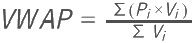 VWAP = Σ(Pᵢ×Vᵢ) / Σ Vᵢ